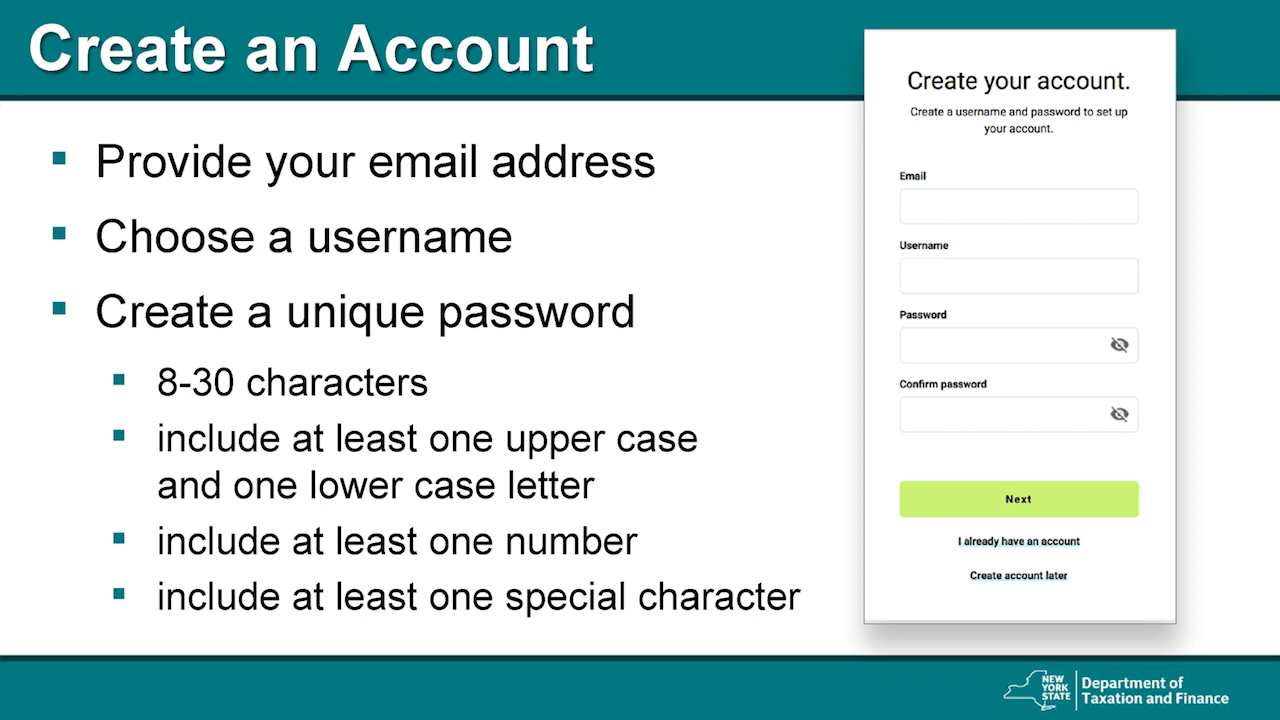 Create an Account
Provide your email address
Choose a username
Create a unique password
8-30 characters
include at least one upper case
and one lower case letter
include at least one number
include at least one special character
Create your account.
Create a username and password to set up
your account.
Email
Username
Password
Confirm password
Next
I already have an account
Create account later
NEW
YORK
STATE
Department of
Taxation and Finance